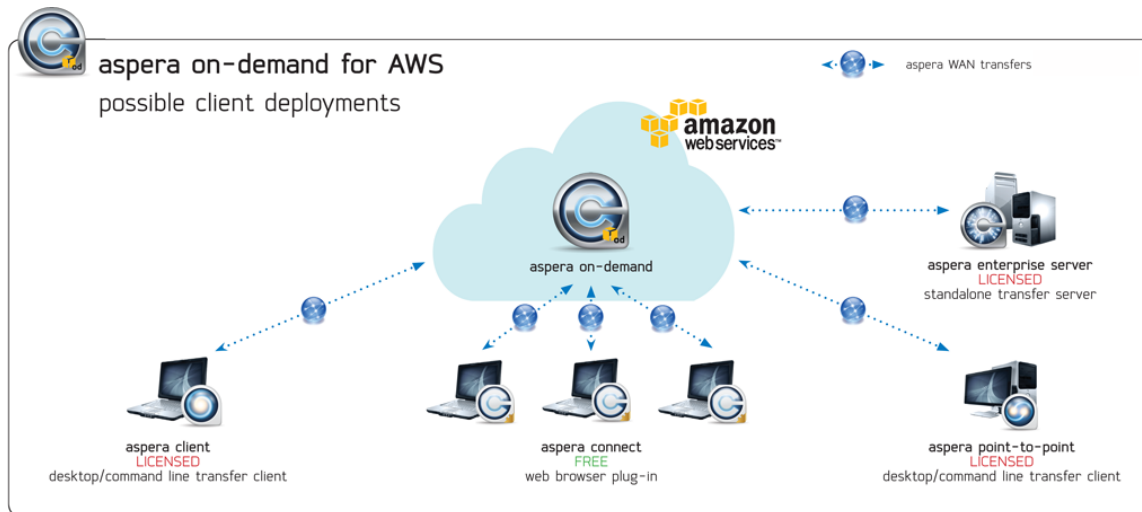 aspera on-demand for AWS
possible client deployments
aspera WAN transfers
amazon
webservices™
od
aspera on-demand
aspera enterprise server
LICENSED
standalone transfer server
aspera client
LICENSED
desktop/command line transfer client
aspera connect
FREE
web browser plug-in
aspera point-to-point
LICENSED
desktop/command line transfer client